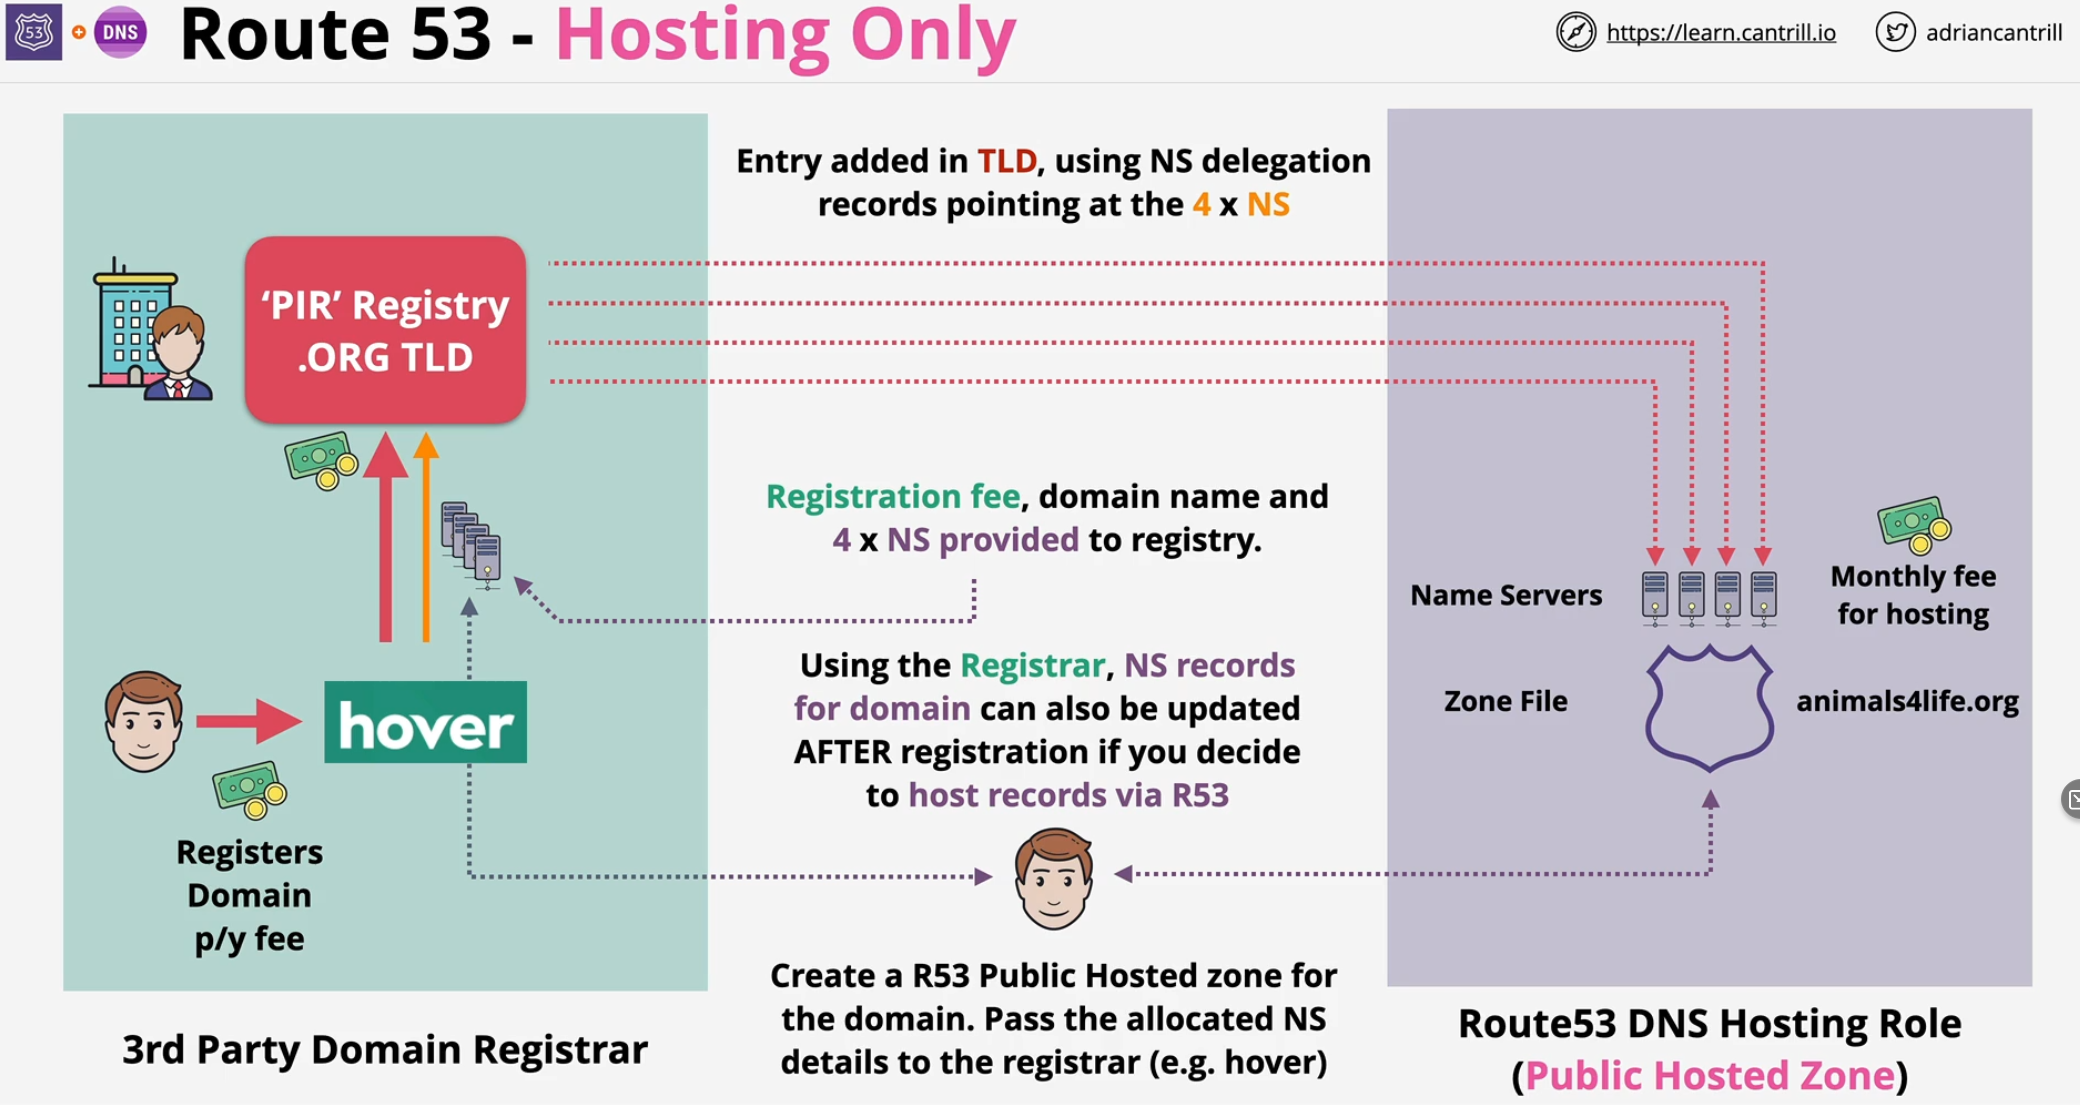 53
DNS
Route 53 - Hosting Only
https://learn.cantrill.io
adriancantrill
Entry added in TLD, using NS delegation
records pointing at the 4 x NS
‘PIR’ Registry
.ORG TLD
Registration fee, domain name and
4 x NS provided to registry.
Name Servers
Monthly fee
for hosting
Using the Registrar, NS records
for domain can also be updated
AFTER registration if you decide
to host records via R53
hover
Zone File
animals4life.org
Registers
Domain
p/y fee
Create a R53 Public Hosted zone for
the domain. Pass the allocated NS
details to the registrar (e.g. hover)
3rd Party Domain Registrar
Route53 DNS Hosting Role
(Public Hosted Zone)